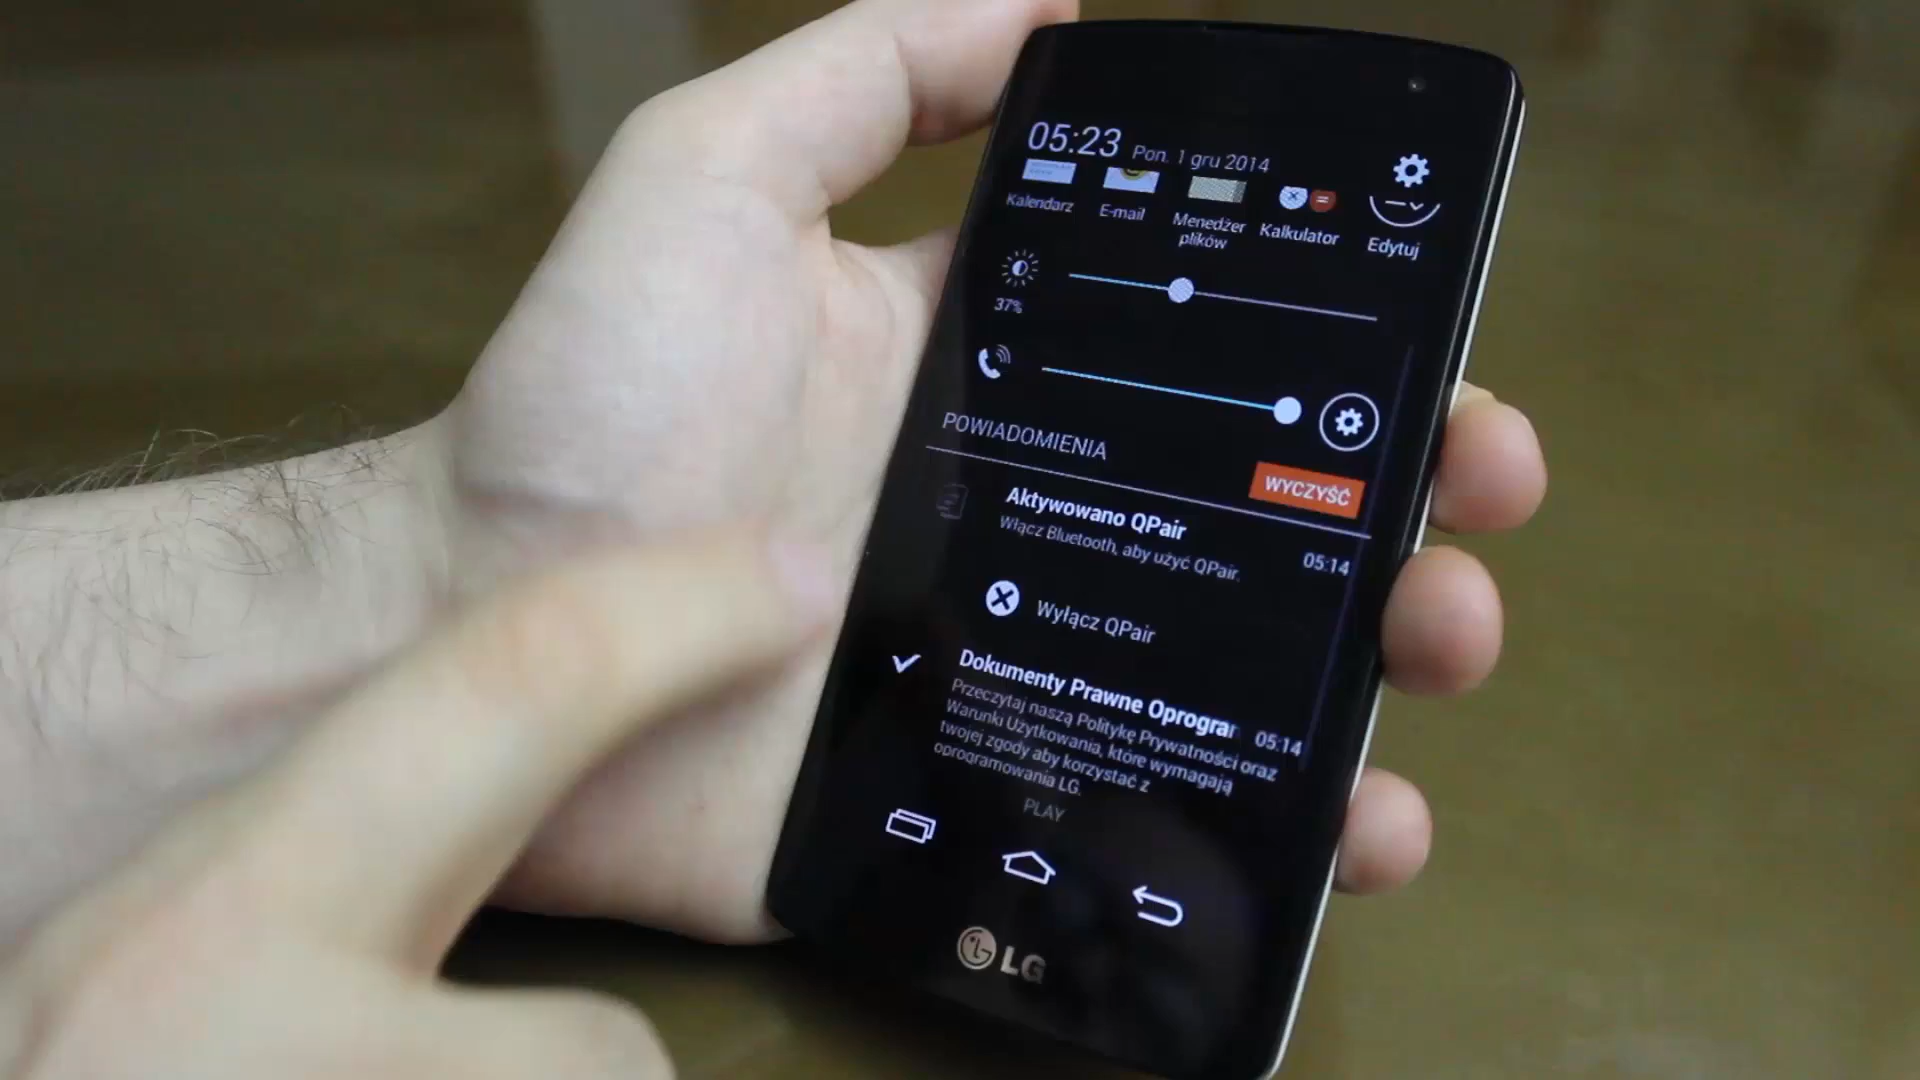 05:23 Pon. 1 gru 2014
Kalendarz
E-mail
Menedżer
plików
Kalkulator
Edytuj
37%
POWIADOMIENIA
WYCZYŚĆ
Aktywowano QPair
Włącz Bluetooth, aby użyć QPair.
05:14
Wyłącz QPair
Dokumenty Prawne Oprogram
05:14
Przeczytaj naszą Politykę Prywatności oraz
Warunki Użytkowania, które wymagają
twojej zgody aby korzystać z
oprogramowania LG.
PLAY
LG